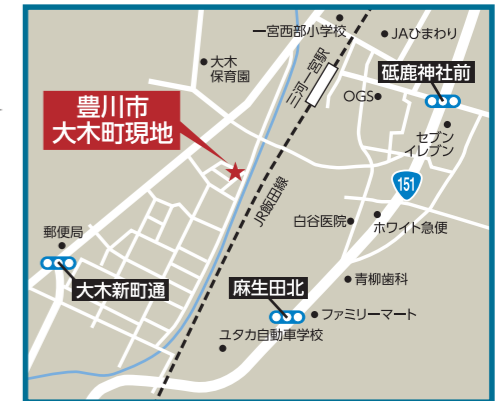 一宮西部小学校
JAひまわり
大木
保育園
三河一宮駅
砥鹿神社前
OGS
豊川市
大木町現地
セブン
イレブン
151
JR飯田線
白谷医院
ホワイト急便
郵便局
大木新町通
麻生田北
青柳歯科
ファミリーマート
ユタカ自動車学校